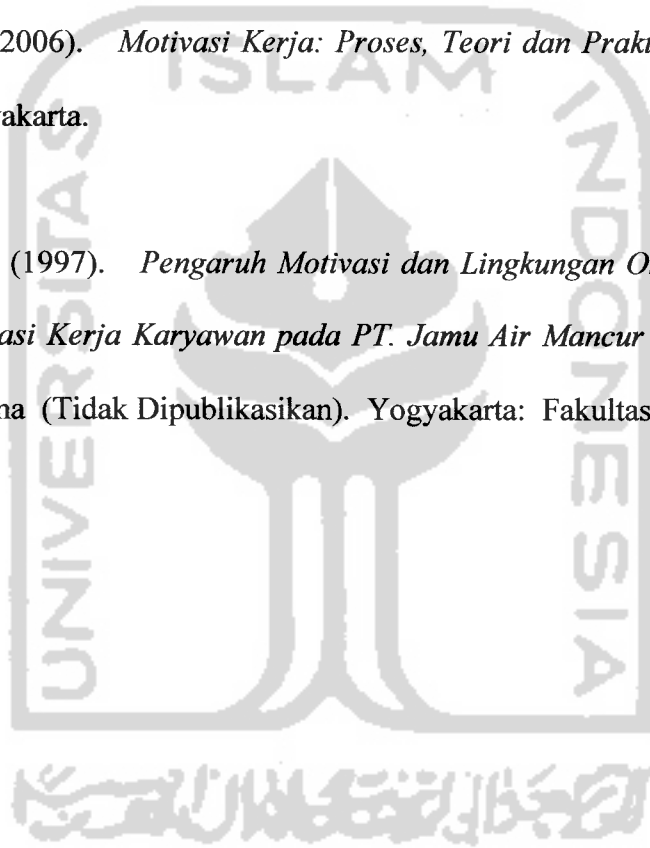 2006). Motivasi Kerja: Proses, Teori dan Prakt
ISLAM
yakarta.
UNIVERSITAS
INDONESIA
(1997). Pengaruh Motivasi dan Lingkungan O
asi Kerja Karyawan pada PT. Jamu Air Mancur
na (Tidak Dipublikasikan). Yogyakarta: Fakultas